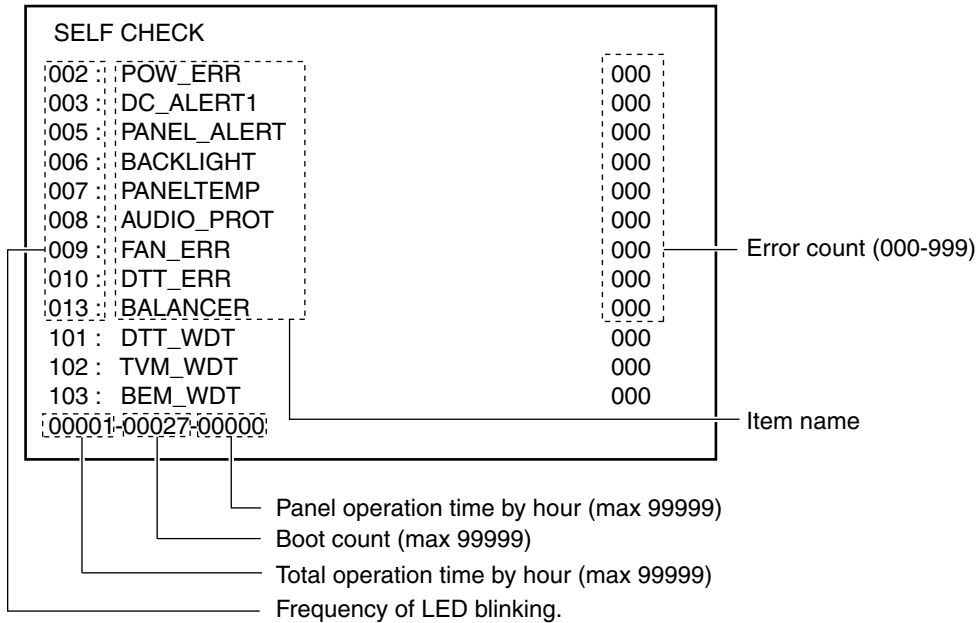 SELF CHECK
002 : POW_ERR 000
003 : DC_ALERT1 000
005 : PANEL_ALERT 000
006 : BACKLIGHT 000
007 : PANELTEMP 000
008 : AUDIO_PROT 000
009 : FAN_ERR 000 Error count (000-999)
010 : DTT_ERR 000
013 : BALANCER 000
101 : DTT_WDT 000
102 : TVM_WDT 000
103 : BEM_WDT 000
00001-00027-00000 Item name
Panel operation time by hour (max 99999)
Boot count (max 99999)
Total operation time by hour (max 99999)
Frequency of LED blinking.